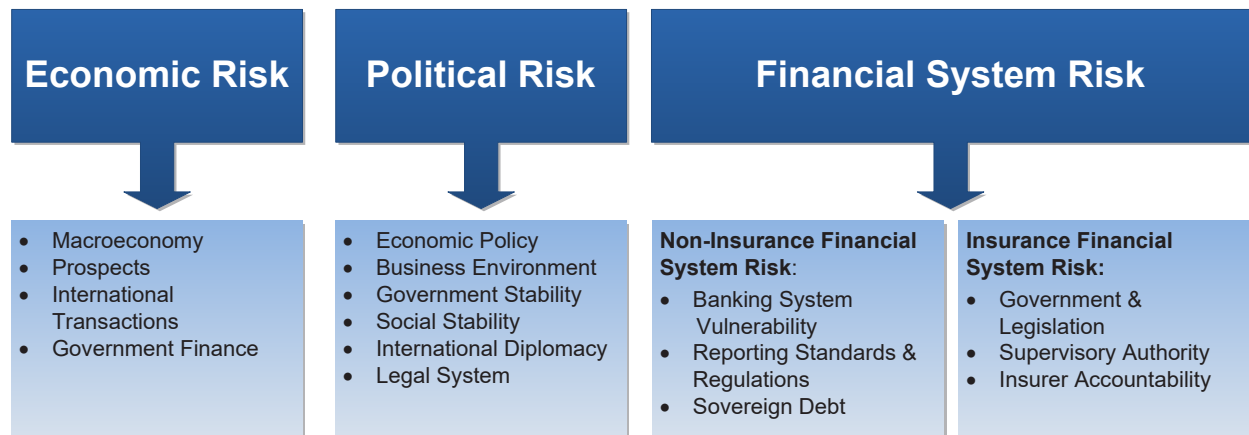 Economic Risk
• Macroeconomy
• Prospects
• International
Transactions
• Government Finance
Political Risk
• Economic Policy
• Business Environment
• Government Stability
• Social Stability
• International Diplomacy
• Legal System
Financial System Risk
Non-Insurance Financial
System Risk:
• Banking System
Vulnerability
• Reporting Standards &
Regulations
• Sovereign Debt
Insurance Financial
System Risk:
• Government &
Legislation
• Supervisory Authority
• Insurer Accountability